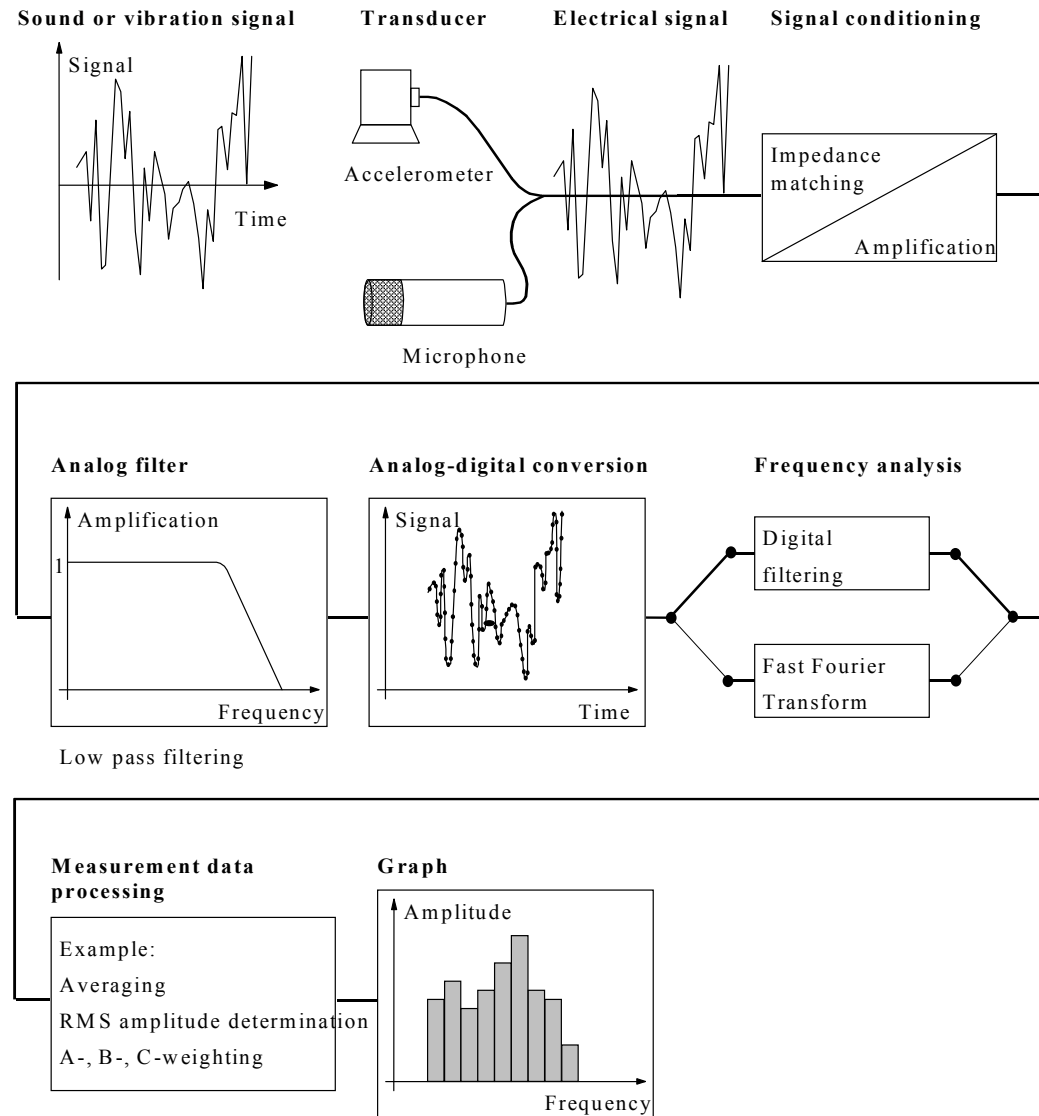 Sound or vibration signal
Transducer
Electrical signal
Signal conditioning
Signal
Time
Accelerometer
Microphone
Impedance
matching
Amplification
Analog filter
Analog-digital conversion
Frequency analysis
Amplification
1
Frequency
Low pass filtering
Signal
Time
Digital
filtering
Fast Fourier
Transform
Measurement data
processing
Graph
Example:
Averaging
RMS amplitude determination
A-, B-, C-weighting
Amplitude
Frequency